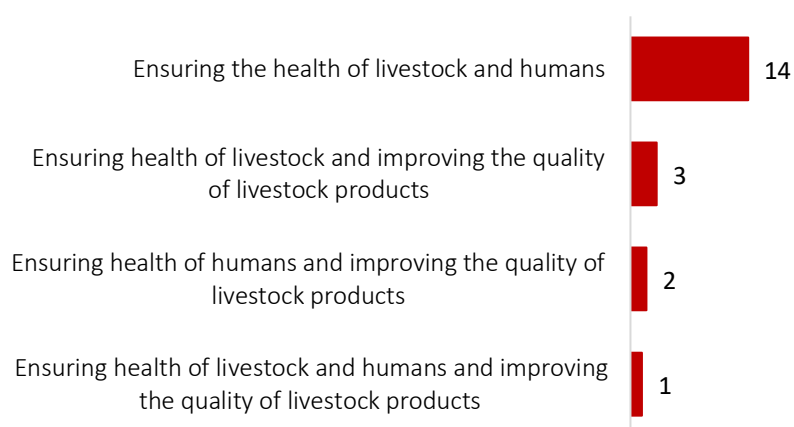 Ensuring the health of livestock and humans
14
Ensuring health of livestock and improving the quality
of livestock products
3
Ensuring health of humans and improving the quality of
livestock products
2
Ensuring health of livestock and humans and improving
the quality of livestock products
1